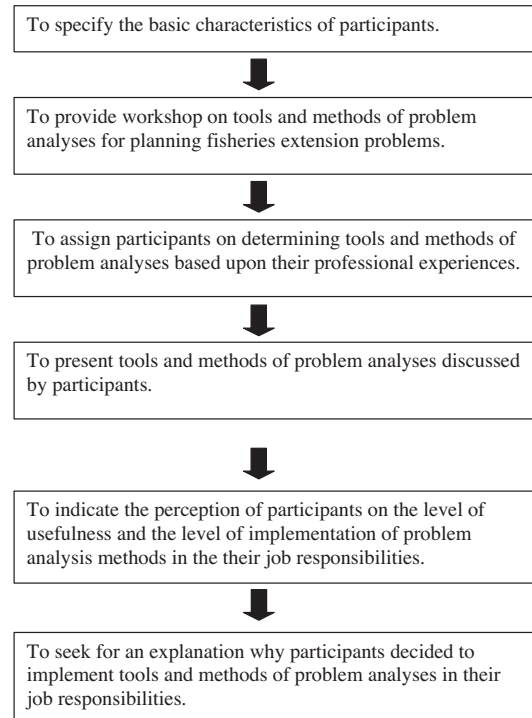 To specify the basic characteristics of participants.
To provide workshop on tools and methods of problem
analyses for planning fisheries extension problems.
To assign participants on determining tools and methods of
problem analyses based upon their professional experiences.
To present tools and methods of problem analyses discussed
by participants.
To indicate the perception of participants on the level of
usefulness and the level of implementation of problem
analysis methods in the their job responsibilities.
To seek for an explanation why participants decided to
implement tools and methods of problem analyses in their
job responsibilities.